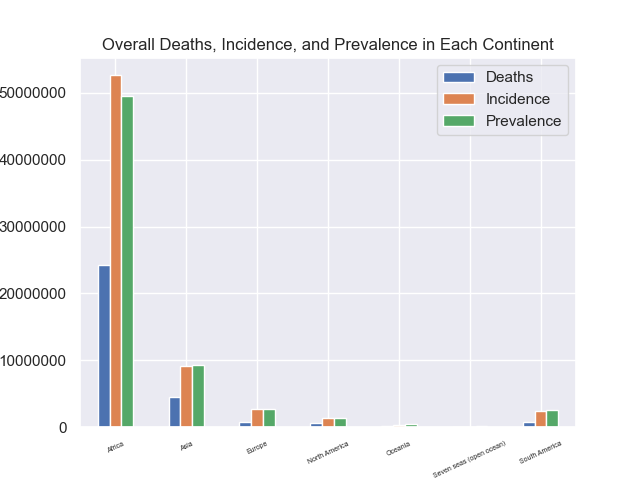 Overall Deaths, Incidence, and Prevalence in Each Continent
Deaths
Incidence
Prevalence
50000000
40000000
30000000
20000000
10000000
0
Africa
Asia
Europe
North America
Oceania
Seven seas (open ocean)
South America